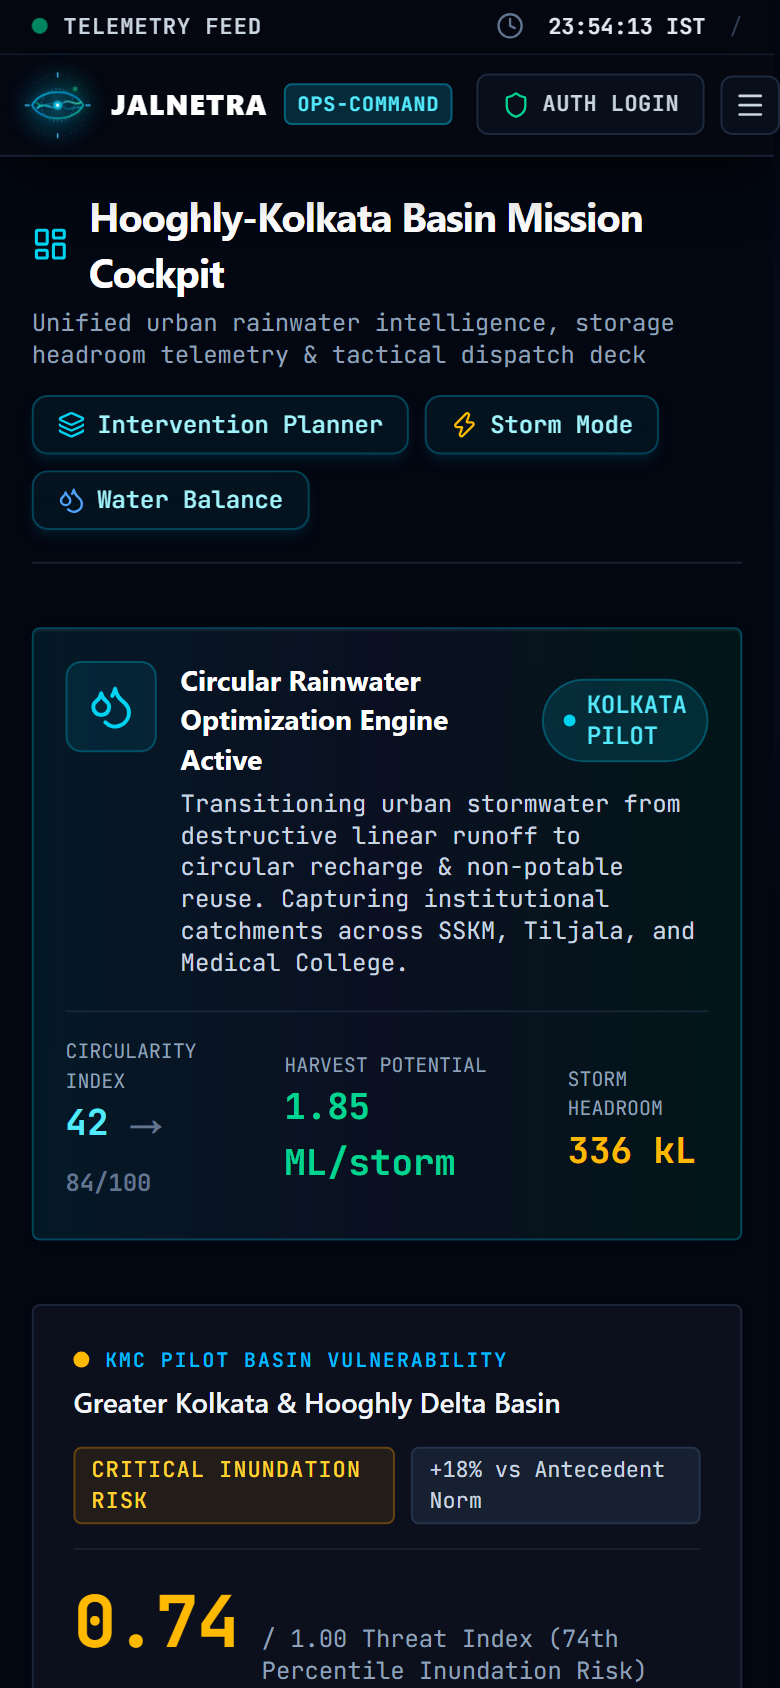 TELEMETRY FEED
23:54:13 IST /
JALNETRA
OPS-COMMAND
AUTH LOGIN
Hooghly-Kolkata Basin Mission
Cockpit
Unified urban rainwater intelligence, storage
headroom telemetry & tactical dispatch deck
Intervention Planner
Storm Mode
Water Balance
Circular Rainwater
Optimization Engine
Active
KOLKATA
PILOT
Transitioning urban stormwater from
destructive linear runoff to
circular recharge & non-potable
reuse. Capturing institutional
catchments across SSKM, Tiljala, and
Medical College.
CIRCULARITY
INDEX
42 →
84/100
HARVEST POTENTIAL
1.85
ML/storm
STORM
HEADROOM
336 kL
KMC PILOT BASIN VULNERABILITY
Greater Kolkata & Hooghly Delta Basin
CRITICAL INUNDATION
RISK
+18% vs Antecedent
Norm
0.74
/ 1.00 Threat Index (74th
Percentile Inundation Risk)